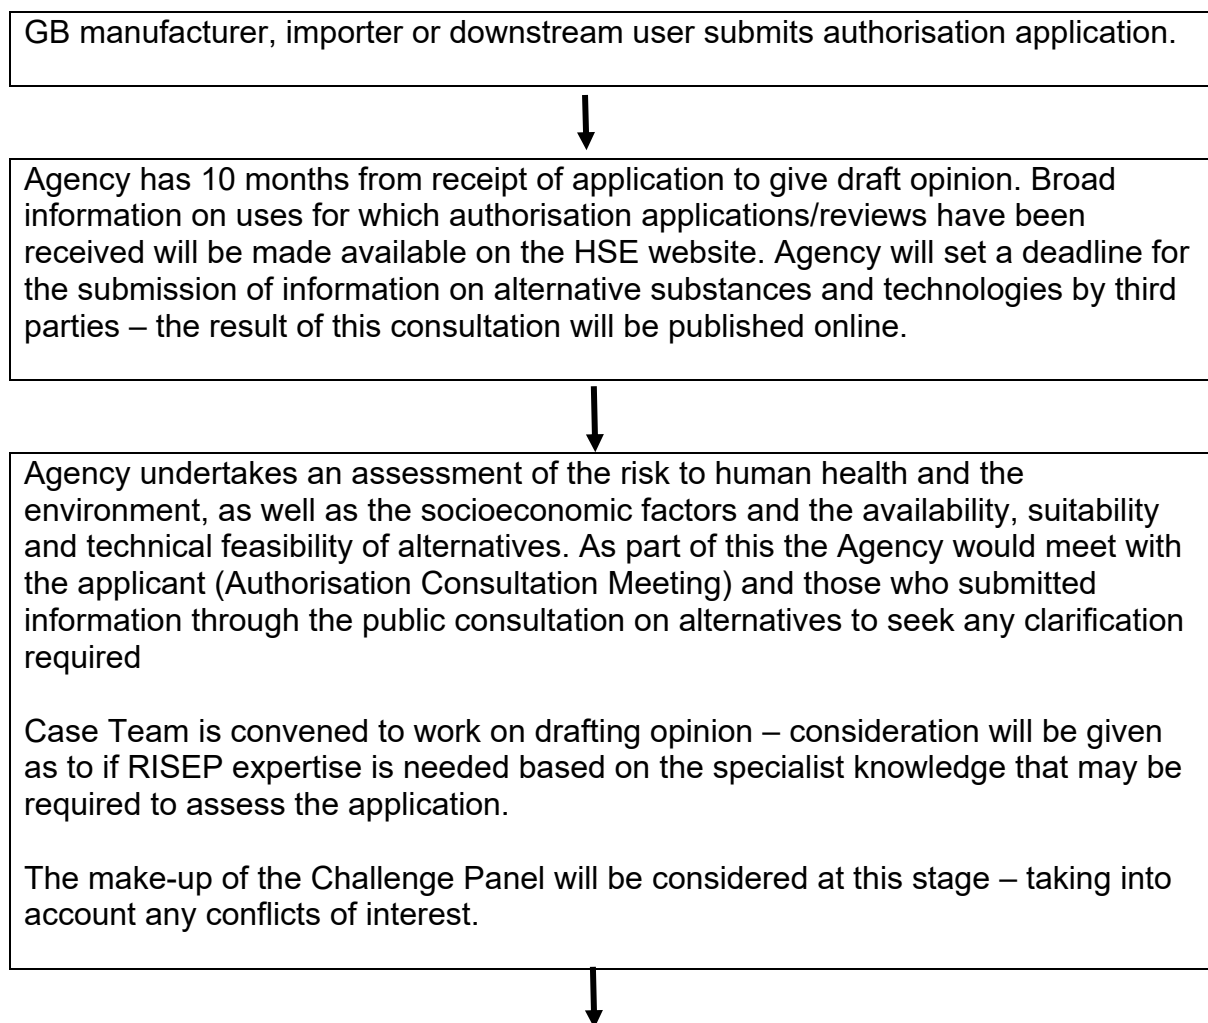 GB manufacturer, importer or downstream user submits authorisation application.
Agency has 10 months from receipt of application to give draft opinion. Broad
information on uses for which authorisation applications/reviews have been
received will be made available on the HSE website. Agency will set a deadline for
the submission of information on alternative substances and technologies by third
parties – the result of this consultation will be published online.
Agency undertakes an assessment of the risk to human health and the
environment, as well as the socioeconomic factors and the availability, suitability
and technical feasibility of alternatives. As part of this the Agency would meet with
the applicant (Authorisation Consultation Meeting) and those who submitted
information through the public consultation on alternatives to seek any clarification
required
Case Team is convened to work on drafting opinion – consideration will be given
as to if RISEP expertise is needed based on the specialist knowledge that may be
required to assess the application.
The make-up of the Challenge Panel will be considered at this stage – taking into
account any conflicts of interest.